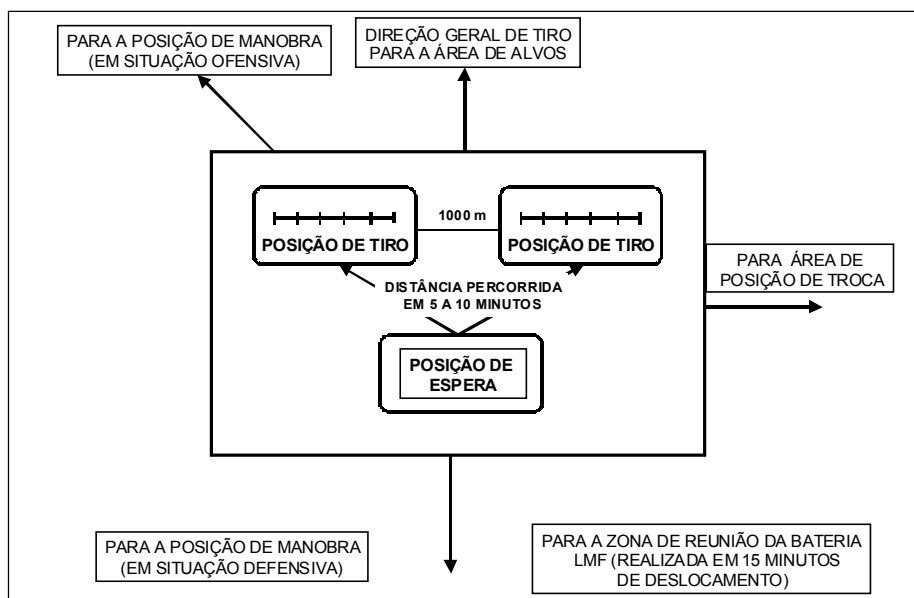 PARA A POSIÇÃO DE MANOBRA
(EM SITUAÇÃO OFENSIVA)
DIREÇÃO GERAL DE TIRO
PARA A ÁREA DE ALVOS
1000 m
POSIÇÃO DE TIRO
POSIÇÃO DE TIRO
DISTÂNCIA PERCORRIDA
EM 5 A 10 MINUTOS
PARA ÁREA DE
POSIÇÃO DE TROCA
POSIÇÃO DE
ESPERA
PARA A POSIÇÃO DE MANOBRA
(EM SITUAÇÃO DEFENSIVA)
PARA A ZONA DE REUNIÃO DA BATERIA
LMF (REALIZADA EM 15 MINUTOS
DE DESLOCAMENTO)